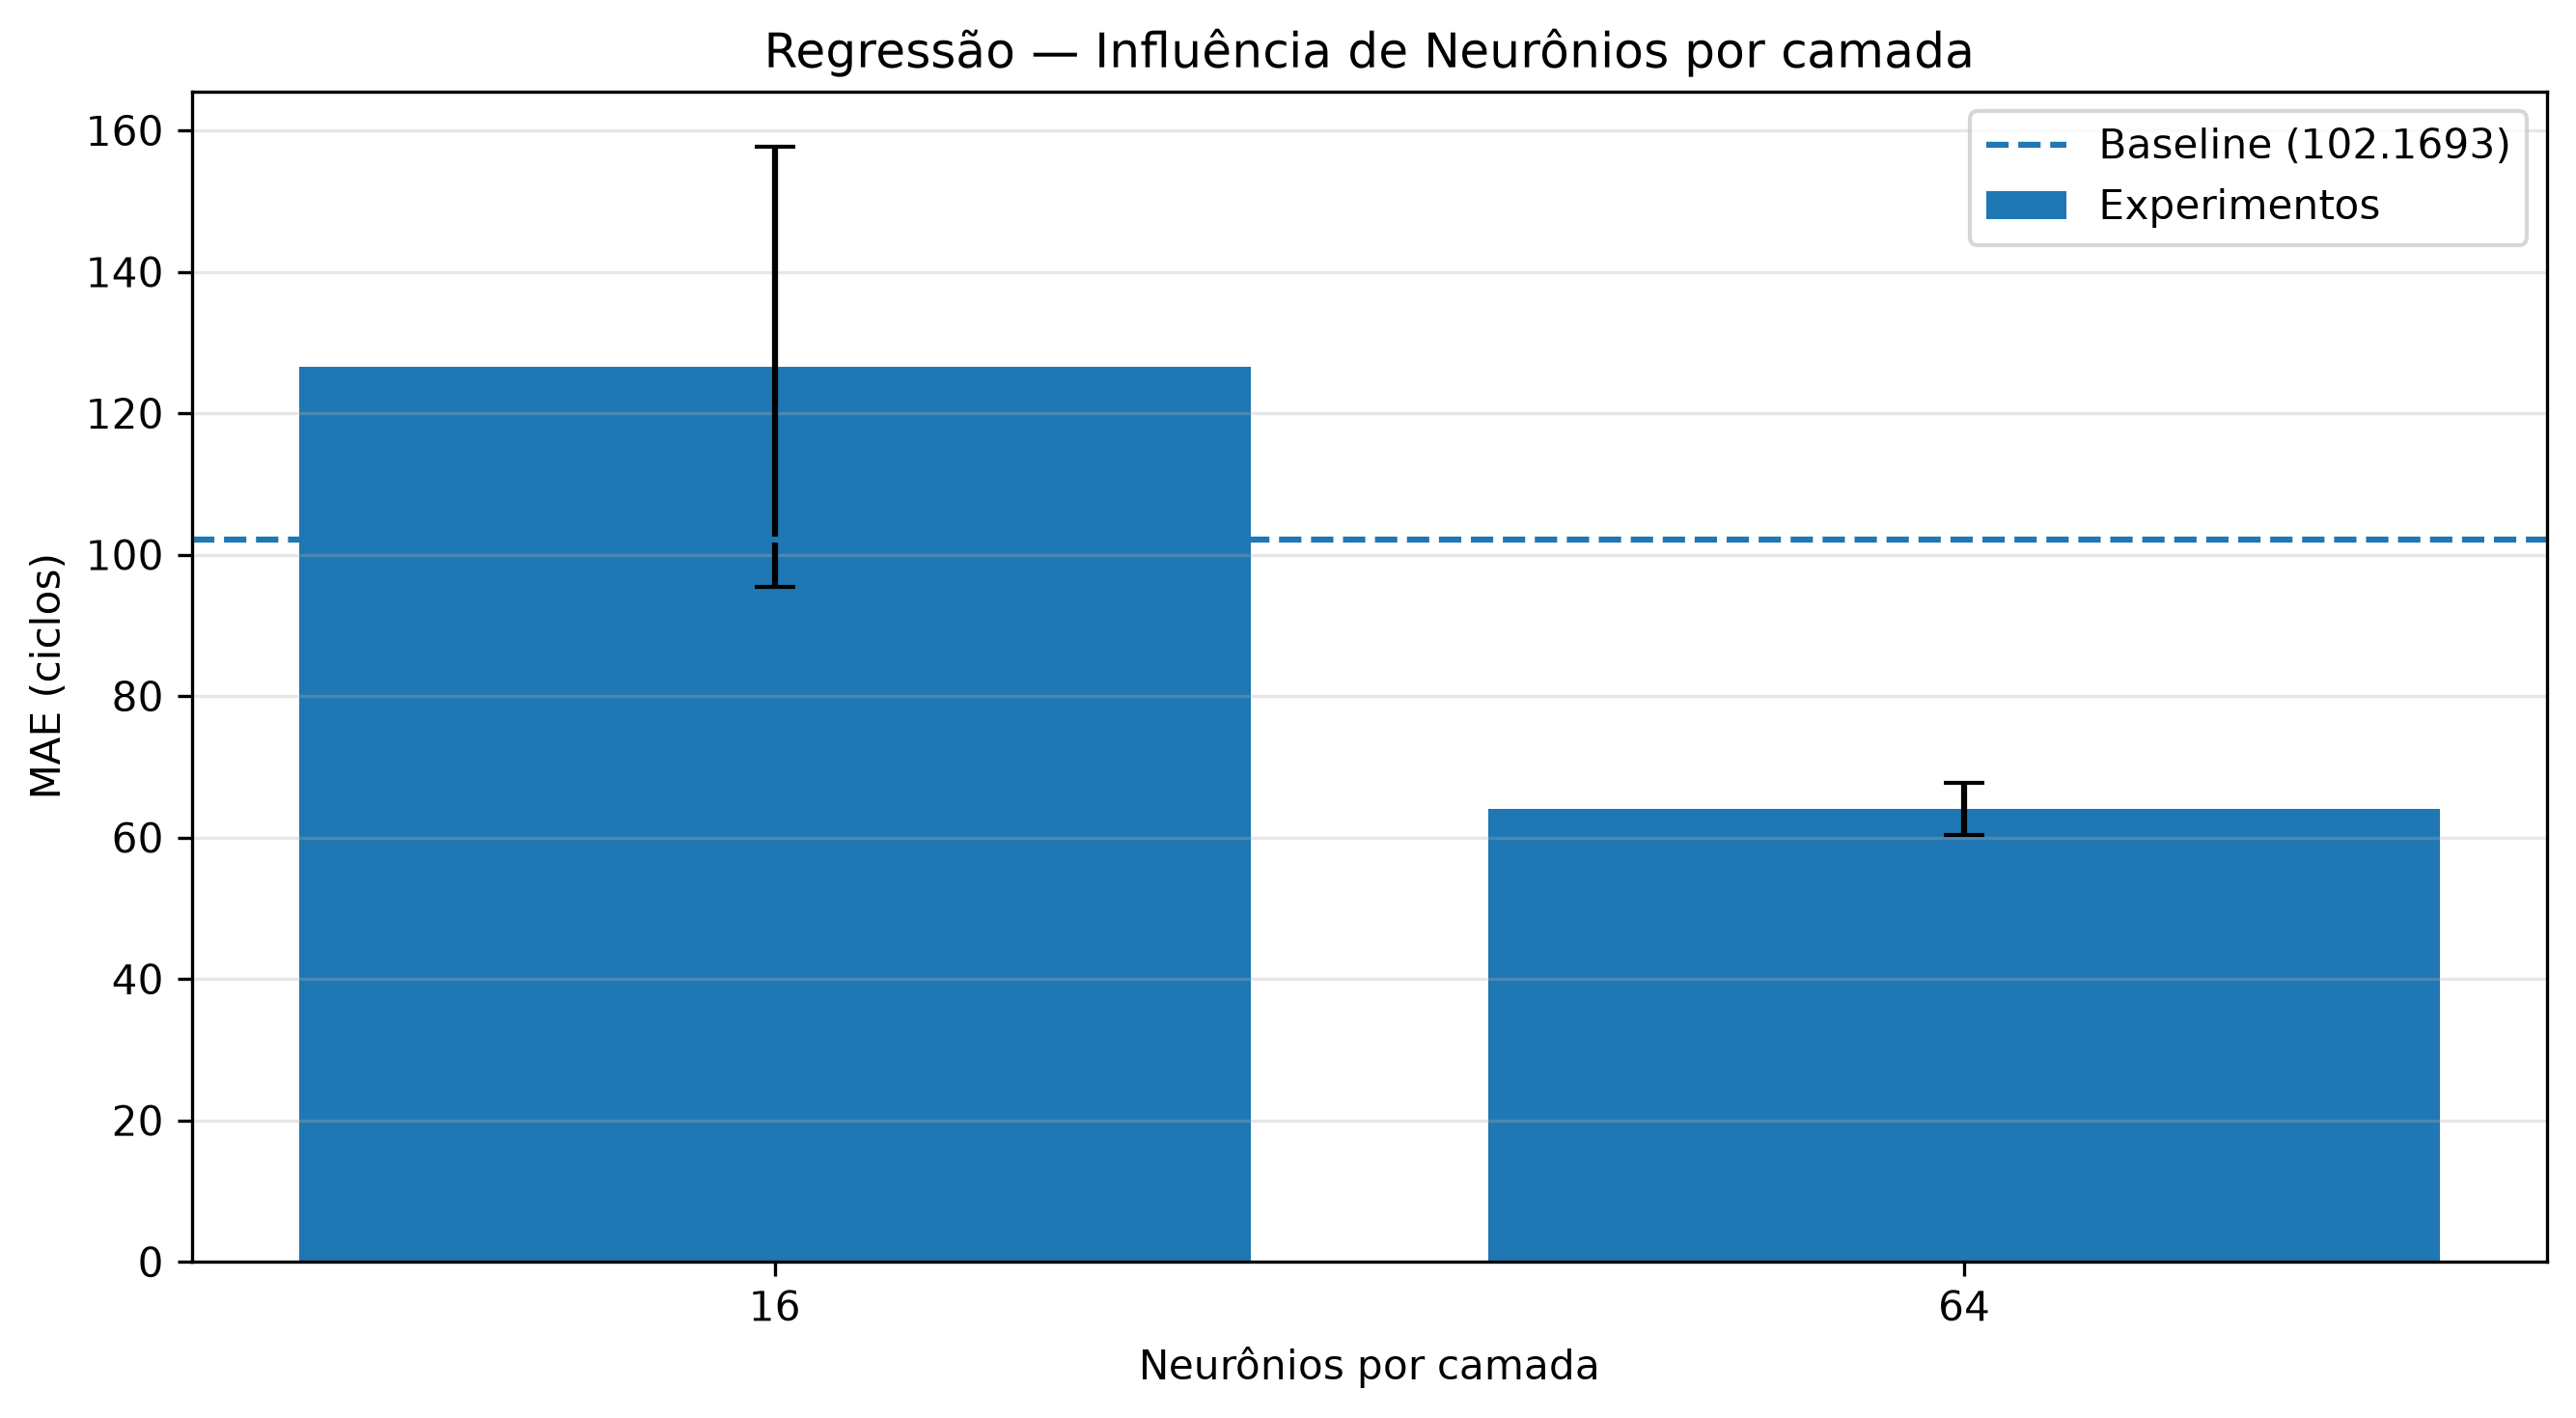 Regressão — Influência de Neurônios por camada
Baseline (102.1693)
Experimentos
MAE (ciclos)
160
140
120
100
80
60
40
20
0
16
64
Neurônios por camada